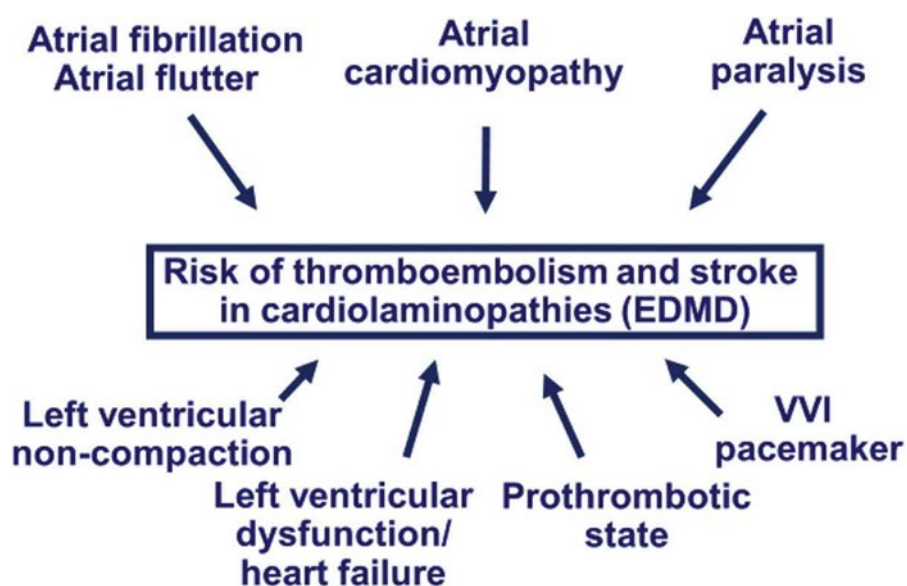 Atrial fibrillation
Atrial flutter
Atrial
cardiomyopathy
Atrial
paralysis
Risk of thromboembolism and stroke
in cardiolaminopathies (EDMD)
Left ventricular
non-compaction
Left ventricular
dysfunction/
heart failure
Prothrombotic
state
VVI
pacemaker